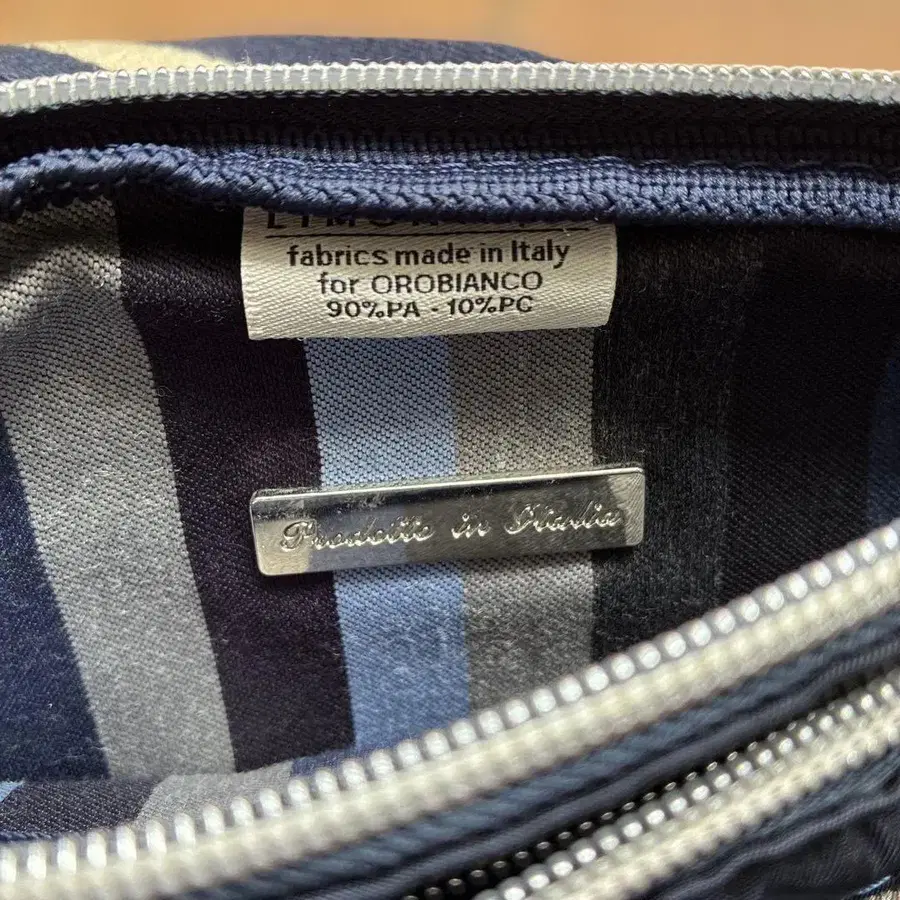 fabrics made in Italy
for OROBIANCO
90%PA - 10%PC
Prodotto in Italia